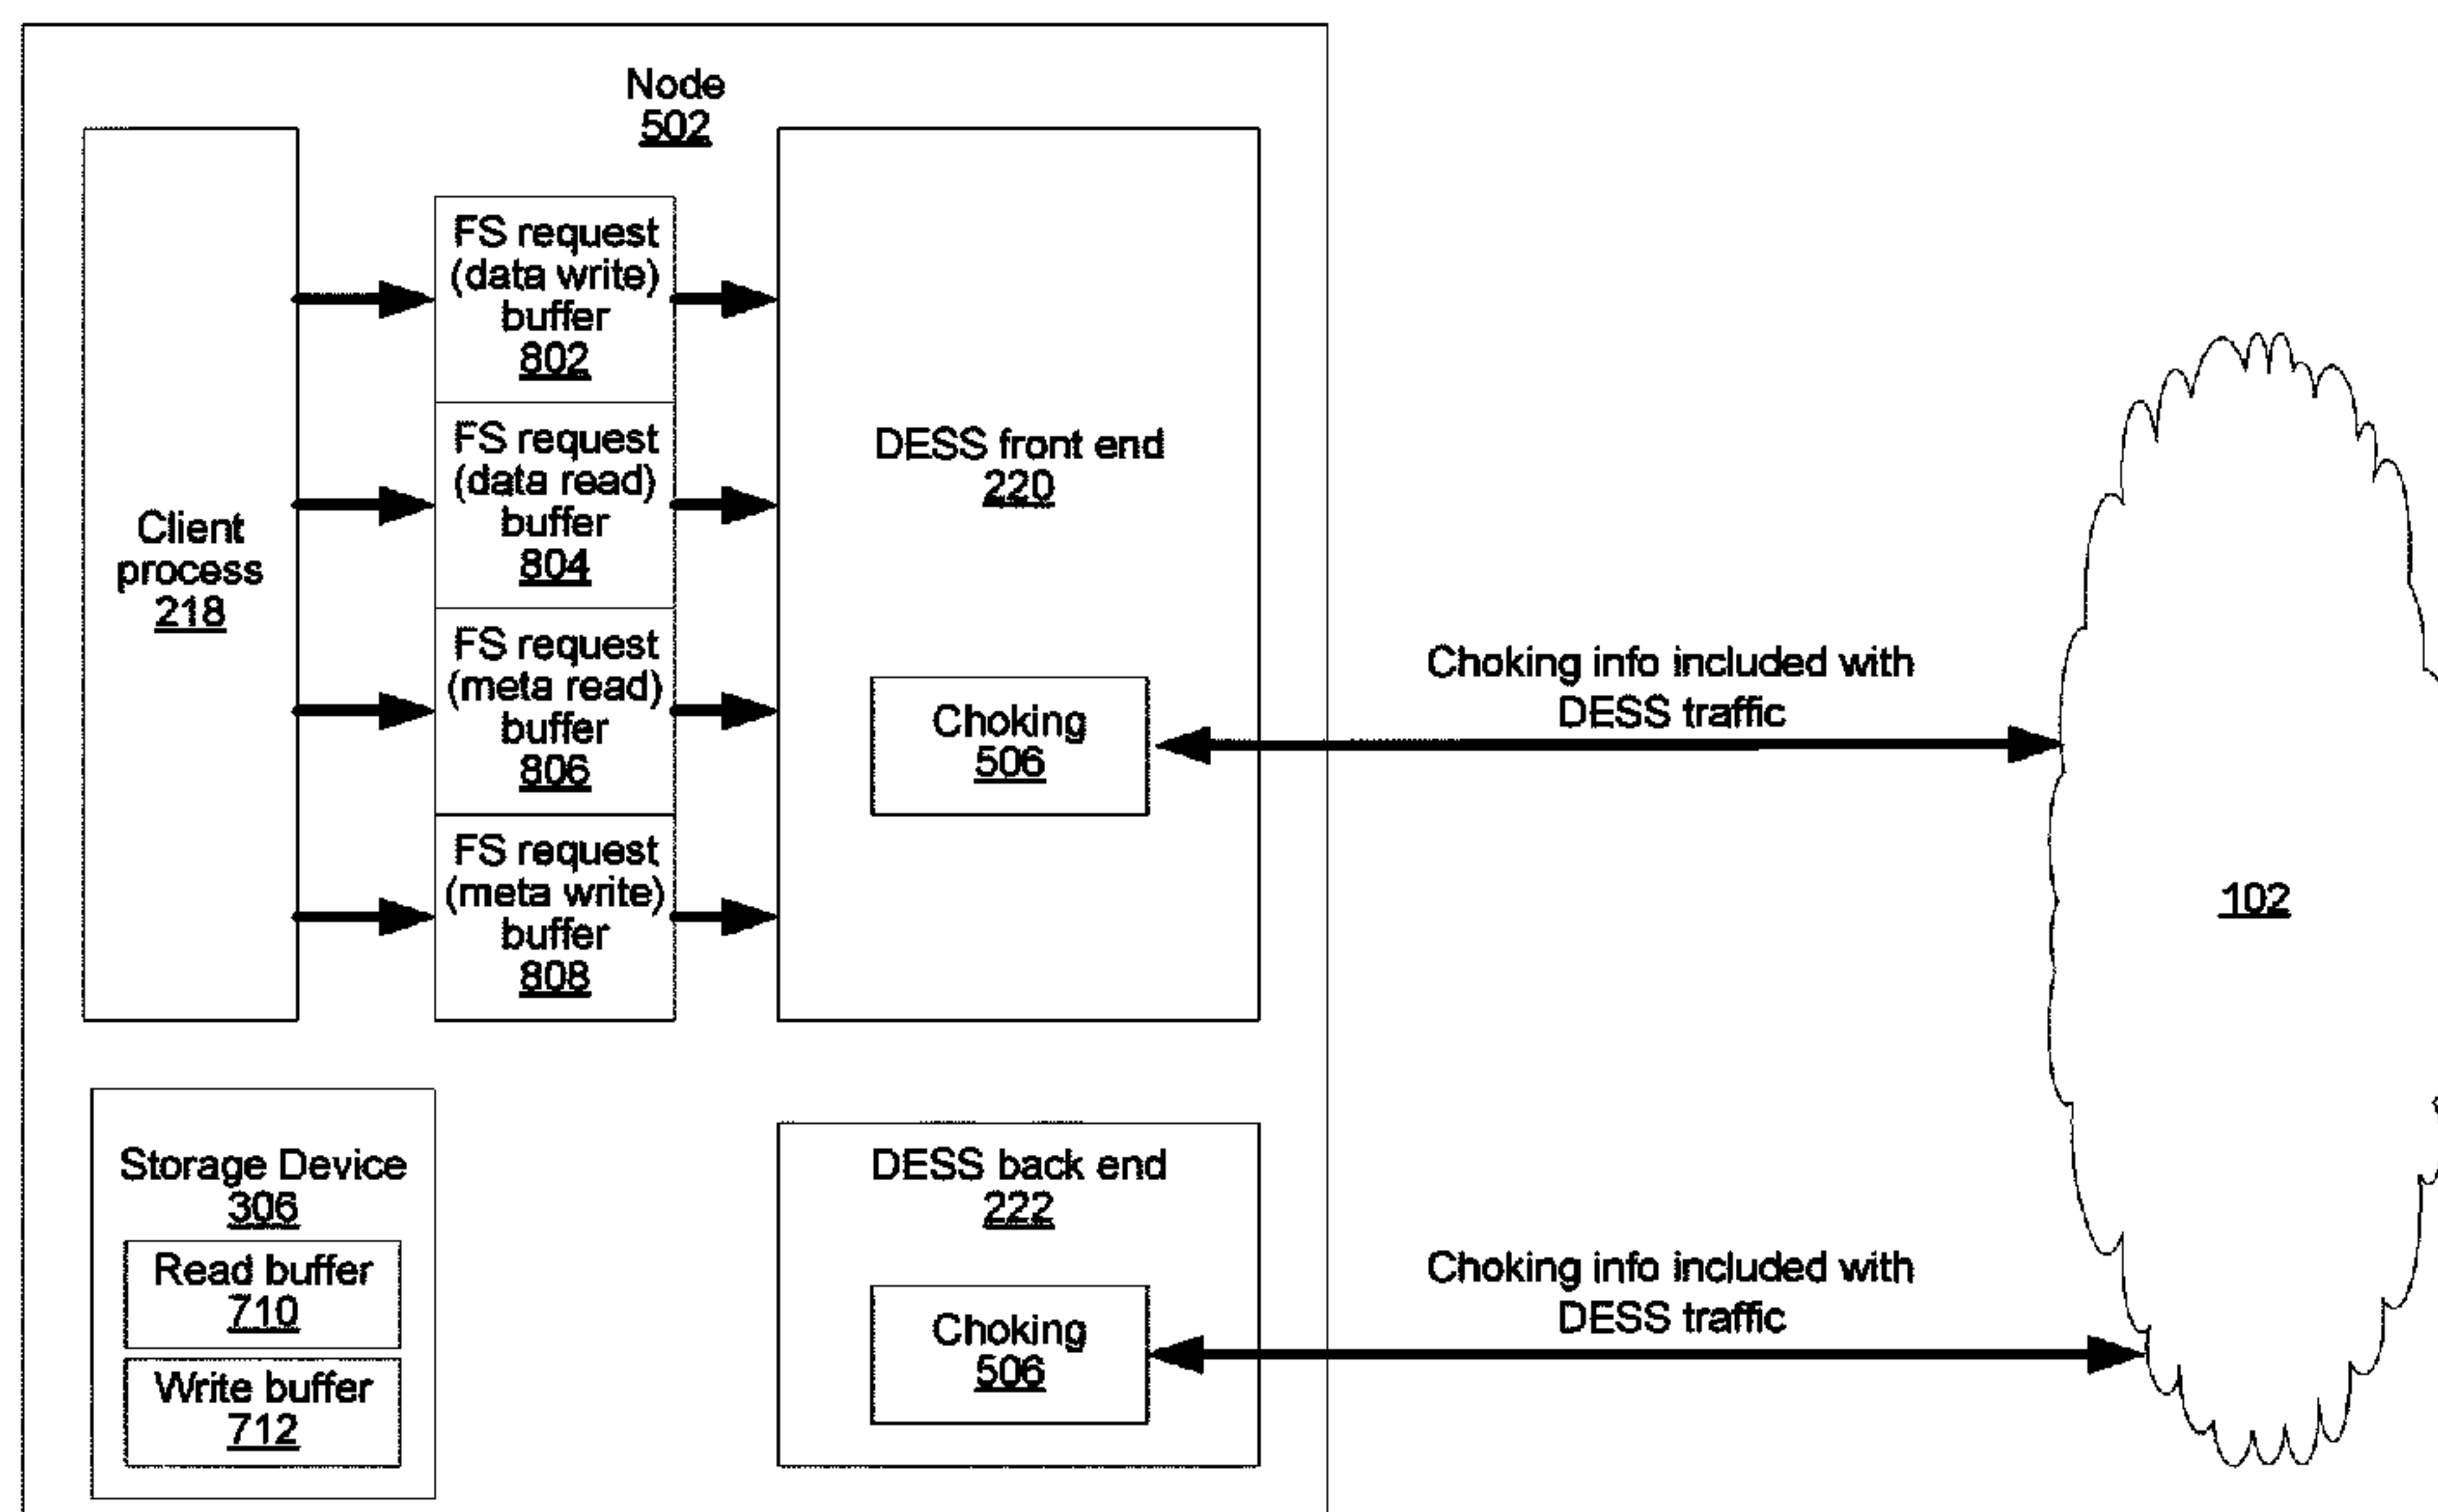 Node
502
Client
process
218
FS request
(data write)
buffer
802
FS request
(data read)
buffer
804
FS request
(meta read)
buffer
806
FS request
(meta write)
buffer
808
DESS front end
220
Choking
506
Choking info included with
DESS traffic
102
Storage Device
306
Read buffer
710
Write buffer
712
DESS back end
222
Choking
506
Choking info included with
DESS traffic